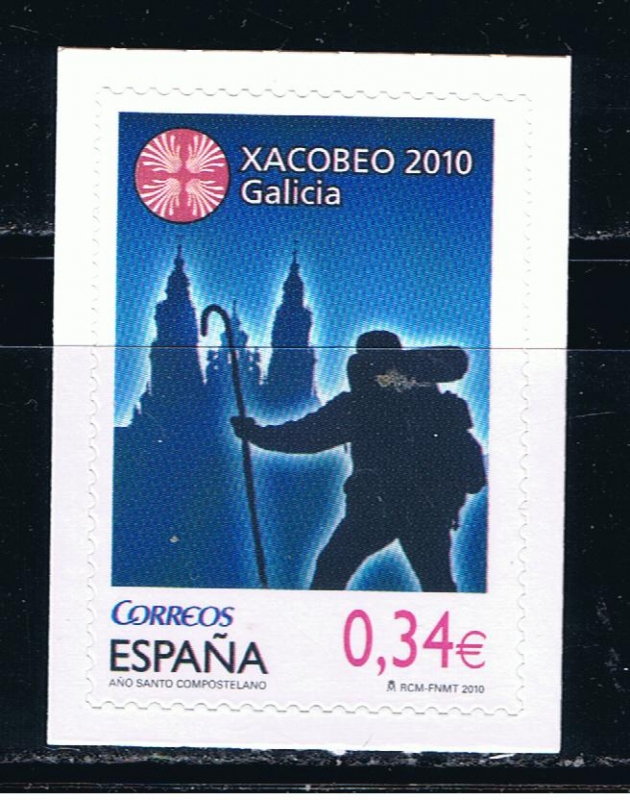 XACOBEO 2010
Galicia
CORREOS
ESPAÑA
0,34€
AÑO SANTO COMPOSTELANO
RCM-FNMT 2010